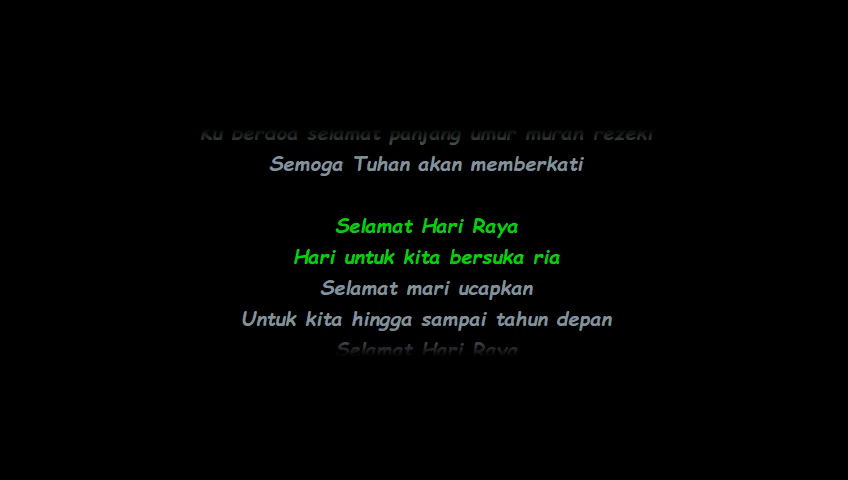 Ku berdoa selamat panjang umur murah rezeki
Semoga Tuhan akan memberkati
Selamat Hari Raya
Hari untuk kita bersuka ria
Selamat mari ucapkan
Untuk kita hingga sampai tahun depan
Selamat Hari Raya